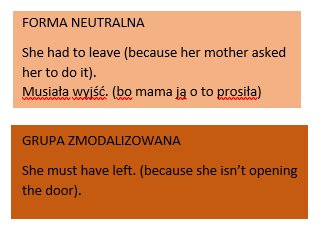 FORMA NEUTRALNA
She had to leave (because her mother asked
her to do it).
Musiała wyjść. (bo mama ją o to prosiła)
GRUPA ZMODALIZOWANA
She must have left. (because she isn't opening
the door).